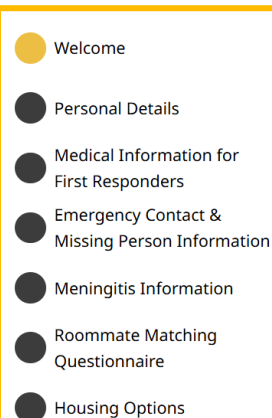 Welcome
Personal Details
Medical Information for
First Responders
Emergency Contact &
Missing Person Information
Meningitis Information
Roommate Matching
Questionnaire
Housing Options